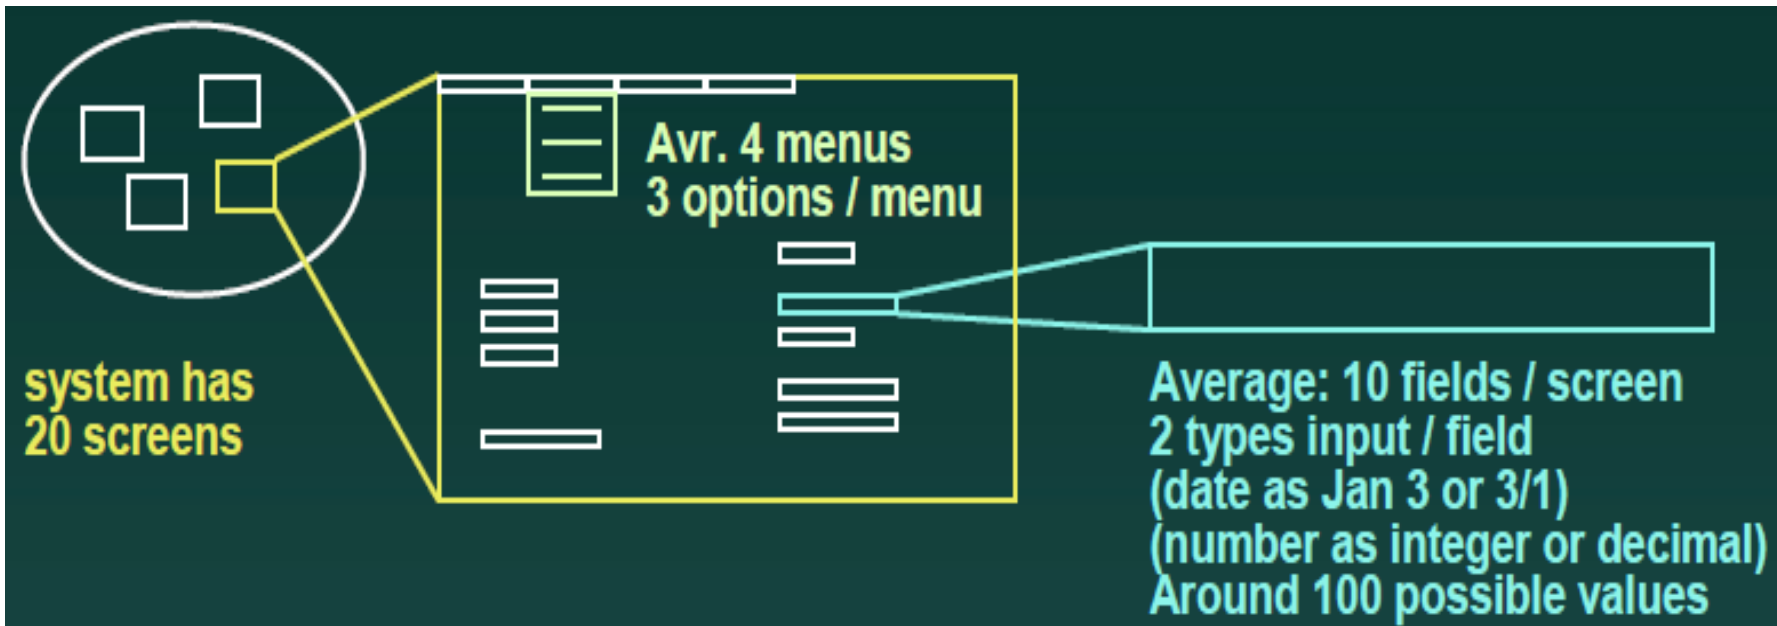 Avr. 4 menus
3 options / menu
system has
20 screens
Average: 10 fields / screen
2 types input / field
(date as Jan 3 or 3/1)
(number as integer or decimal)
Around 100 possible values